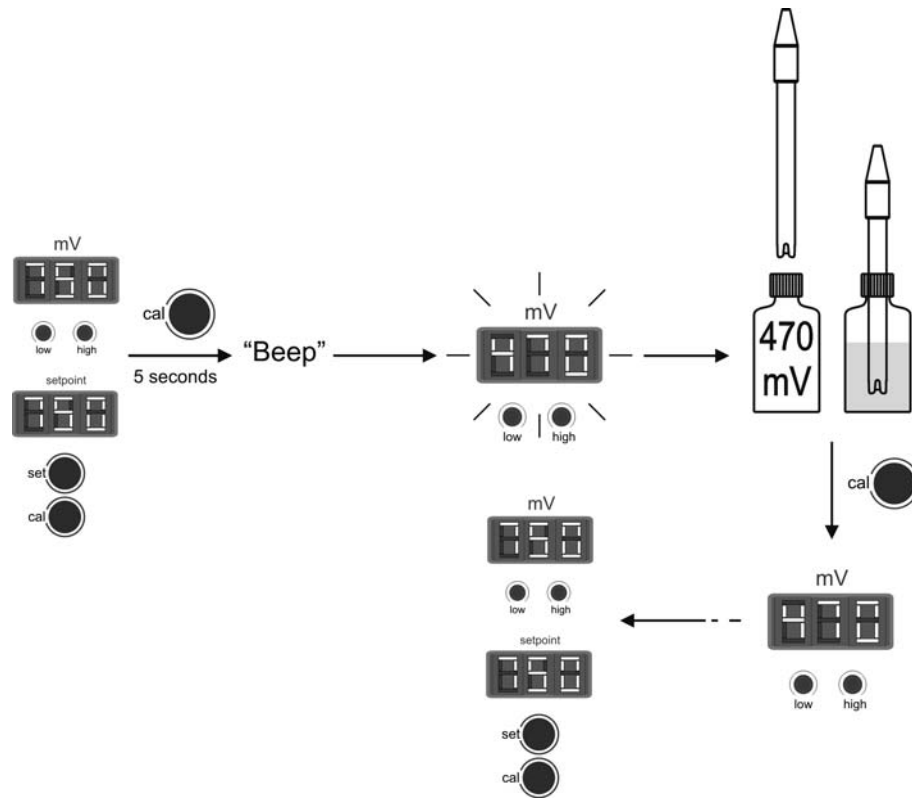 mV
low high
setpoint
set
cal
cal
5 seconds
“Beep”
mV
low high
470
mV
cal
mV
low high
mV
low high
setpoint
set
cal